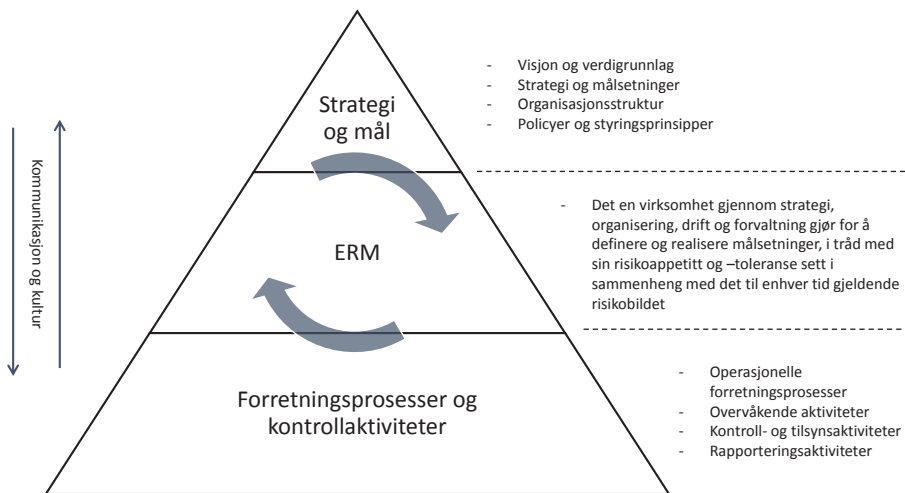 Kommunikasjon og kultur
Strategi
og mål
- Visjon og verdigrunnlag
- Strategi og målsetninger
- Organisasjonsstruktur
- Policyer og styringsprinsipper
ERM
- Det en virksomhet gjennom strategi,
organisering, drift og forvaltning gjør for å
definere og realisere målsetninger, i tråd med
sin risikoappetitt og –toleranse sett i
sammenheng med det til enhver tid gjeldende
risikobildet
Forretningsprosesser og
kontrollaktiviteter
- Operasjonelle
forretningsprosesser
- Overvåkende aktiviteter
- Kontroll- og tilsynsaktiviteter
- Rapporteringsaktiviteter